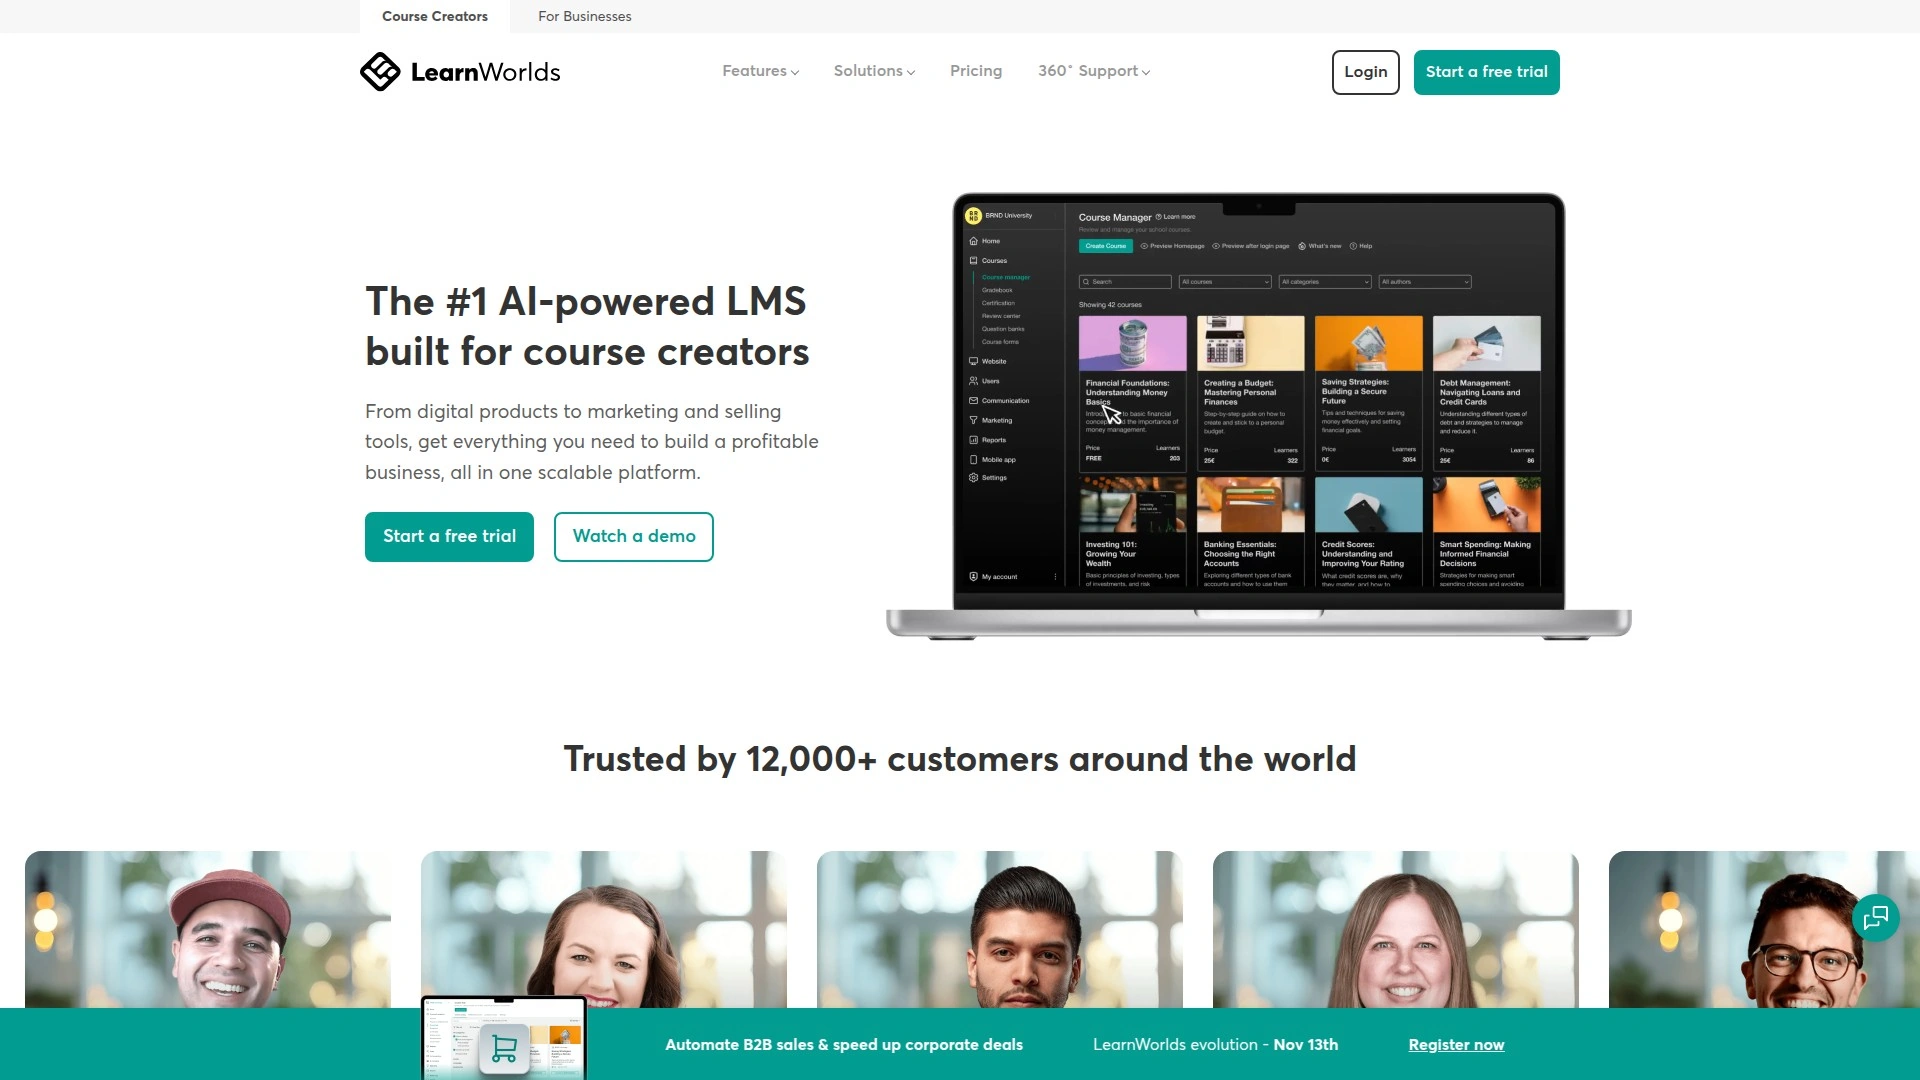 Course Creators
For Businesses
LearnWorlds
Features
Solutions
Pricing
360° Support
Login
Start a free trial
The #1 AI-powered LMS
built for course creators
From digital products to marketing and selling
tools, get everything you need to build a profitable
business, all in one scalable platform.
Start a free trial
Watch a demo
BRND University
Home
Courses
Course manager
Gradebook
Certification
Review center
Question banks
Course forms
Website
Users
Communication
Marketing
Reports
Mobile app
Settings
My account
Course Manager
Learn more
Review and manage your school courses.
Create Course
Preview Homepage
Preview after login page
What's new
Help
Search
All courses
All categories
All authors
Showing 42 courses
Financial Foundations:
Understanding Money
Basics
to basic financial
the importance of
money management.
Price Learners
FREE 203
Creating a Budget:
Mastering Personal
Finances
Step-by-step guide on how to
create and stick to a personal
budget.
Price Learners
25€ 322
Saving Strategies:
Building a Secure
Future
Tips and techniques for saving
money effectively and setting
financial goals.
Price Learners
0€ 3054
Debt Management:
Navigating Loans and
Credit Cards
Understanding different types of
debt and strategies to manage
and reduce it.
Price Learners
25€ 86
Investing 101:
Growing Your
Wealth
Basic principles of investing, types
of investments, and risk
Banking Essentials:
Choosing the Right
Accounts
Exploring different types of bank
accounts and how to use them
Credit Scores:
Understanding and
Improving Your Rating
What credit scores are, why
they matter, and how to
Smart Spending: Making
Informed Financial
Decisions
Strategies for making smart
spending choices and avoiding
Trusted by 12,000+ customers around the world
Automate B2B sales & speed up corporate deals
LearnWorlds evolution - Nov 13th
Register now